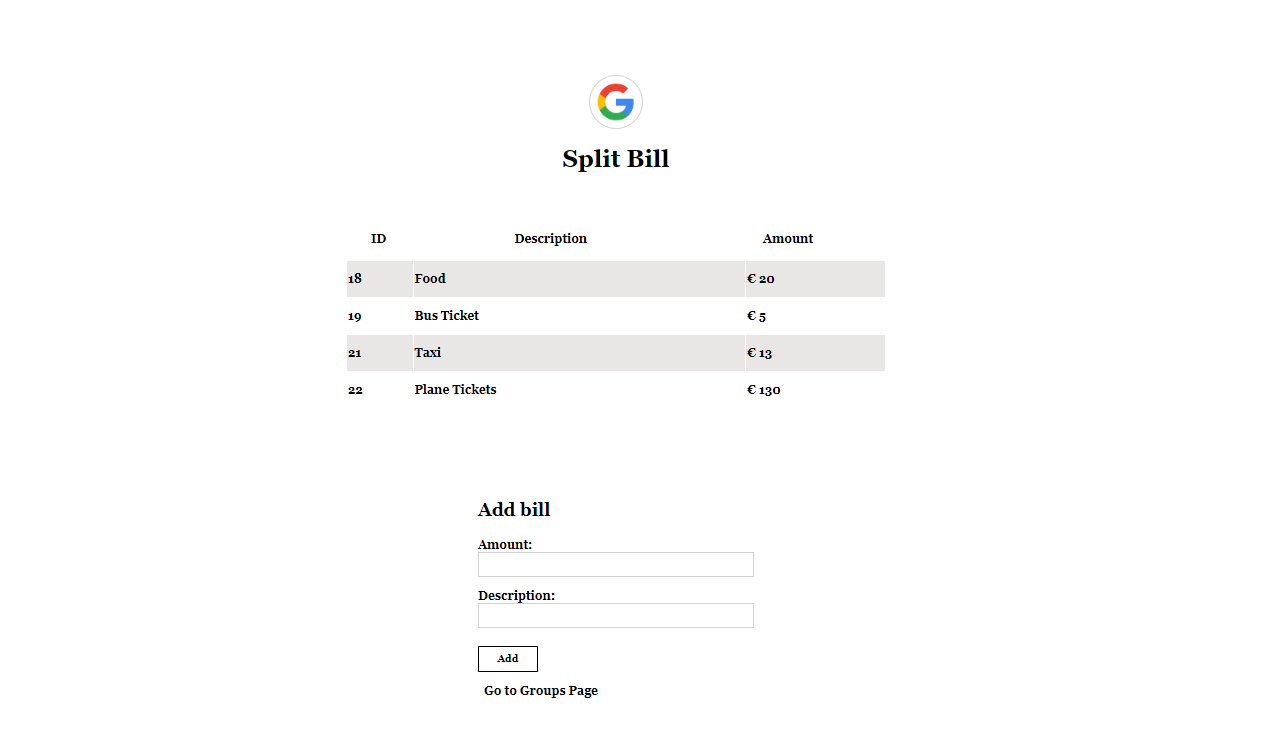 Split Bill
ID Description Amount
18 Food € 20
19 Bus Ticket € 5
21 Taxi € 13
22 Plane Tickets € 130
Add bill
Amount:
Description:
Add
Go to Groups Page